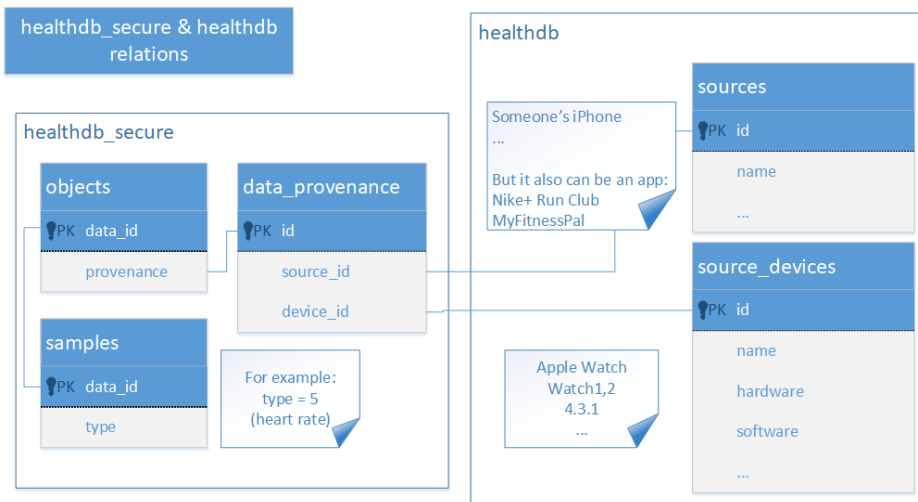 healthdb_secure & healthdb
relations
healthdb_secure
objects
PK data_id
provenance
samples
PK data_id
type
data_provenance
PK id
source_id
device_id
For example:
type = 5
(heart rate)
healthdb
Someone's iPhone
...
But it also can be an app:
Nike+ Run Club
MyFitnessPal
sources
PK id
name
...
source_devices
PK id
name
hardware
software
...
Apple Watch
Watch1,2
4.3.1
...